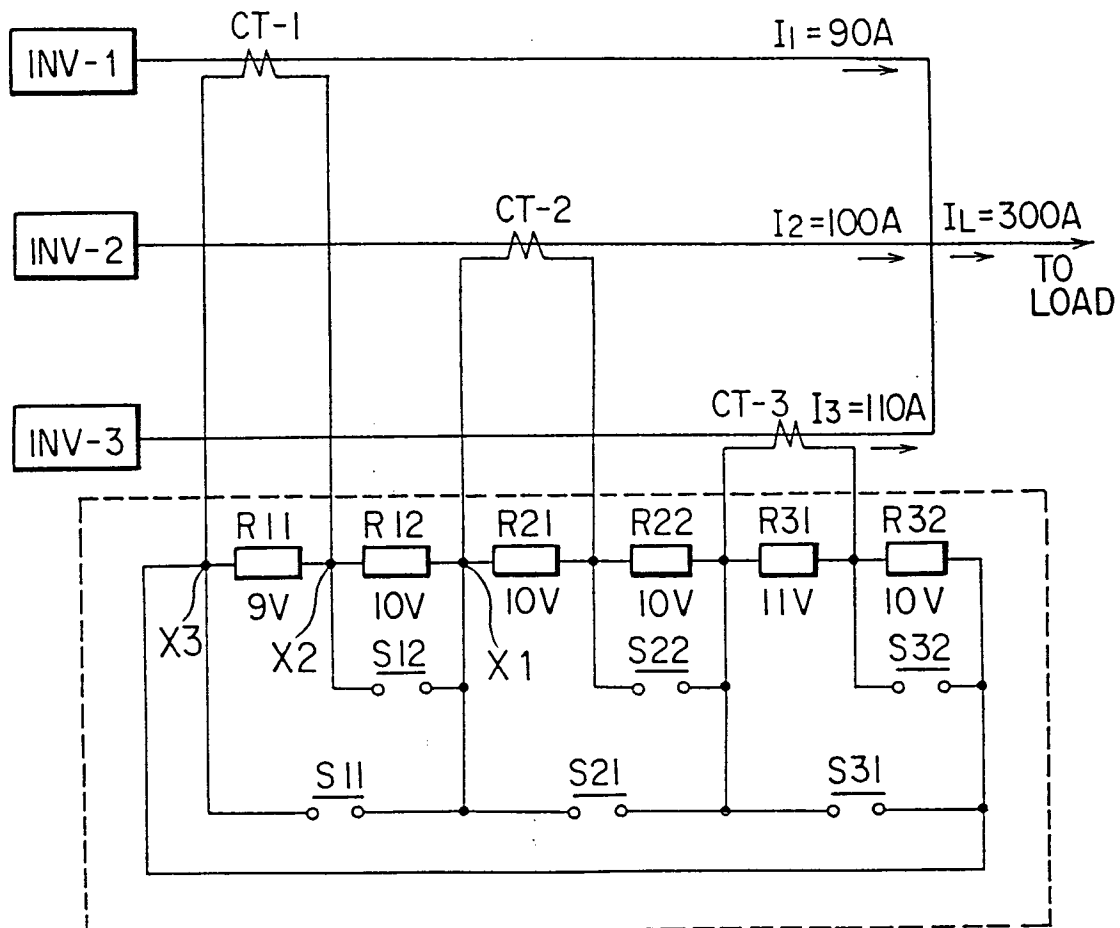 CT-1
INV-1
I1=90A
CT-2
INV-2
I2=100A
IL=300A
TO
LOAD
CT-3
I3=110A
INV-3
R11
R12
R21
R22
R31
R32
9V
10V
10V
10V
11V
10V
X3
X2
X1
S12
S22
S32
S11
S21
S31